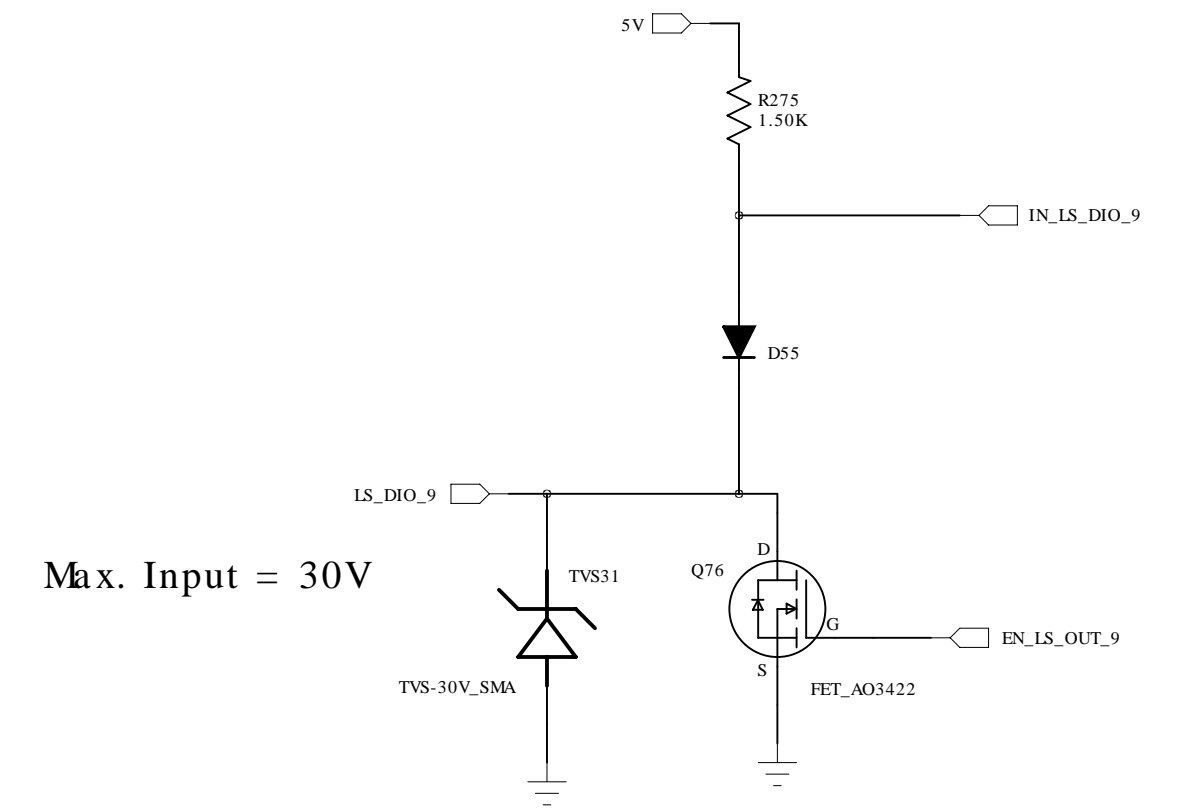 5V
R275
1.50K
IN_LS_DIO_9
D55
LS_DIO_9
D
Max. Input = 30V
TVS31
Q76
G
EN_LS_OUT_9
S
TVS-30V_SMA
FET_AO3422